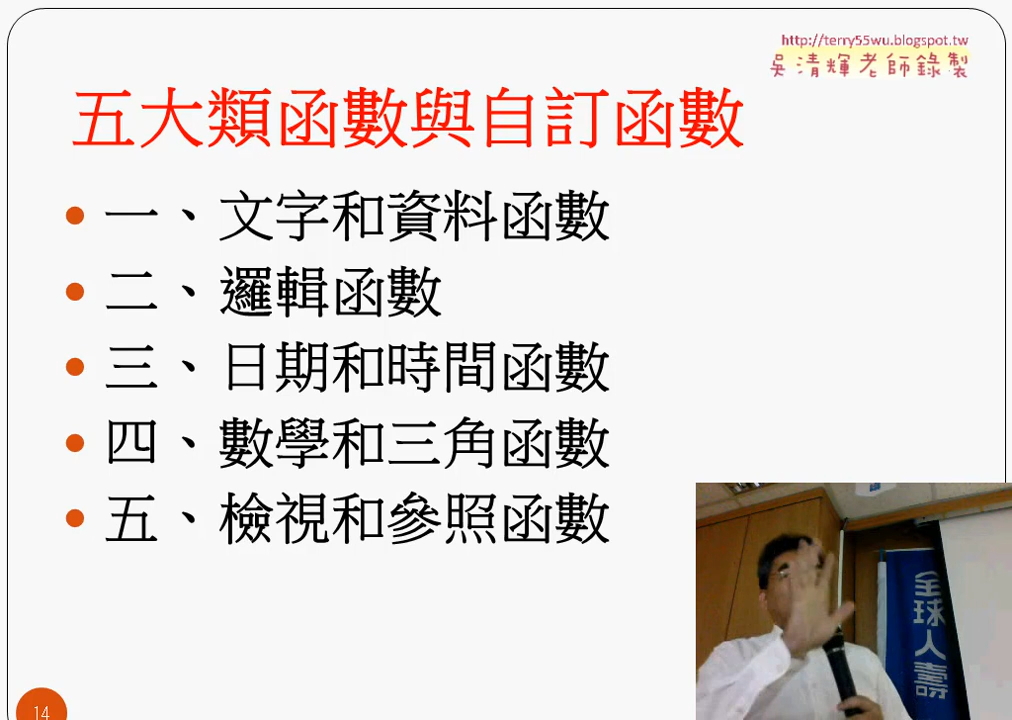 http://terry55wu.blogspot.tw
吳清輝老師錄製
五大類函數與自訂函數
• 一、文字和資料函數
• 二、邏輯函數
• 三、日期和時間函數
• 四、數學和三角函數
• 五、檢視和參照函數
全球人壽
14